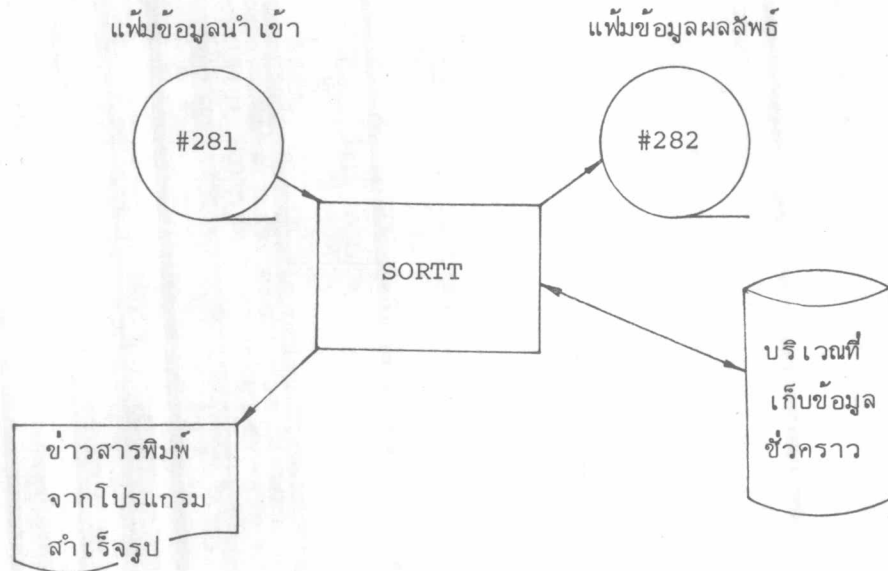 แฟ้มข้อมูลนำเข้า
แฟ้มข้อมูลผลลัพธ์
#281
#282
SORTT
บริเวณที่
เก็บข้อมูล
ชั่วคราว
ข่าวสารพิมพ์
จากโปรแกรม
สำเร็จรูป